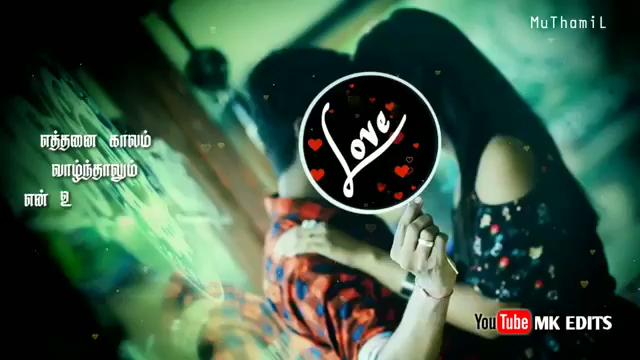 MuThamiL
எத்தனை காலம்
வாழ்ந்தாலும்
என் உ
Love
YouTube MK EDITS